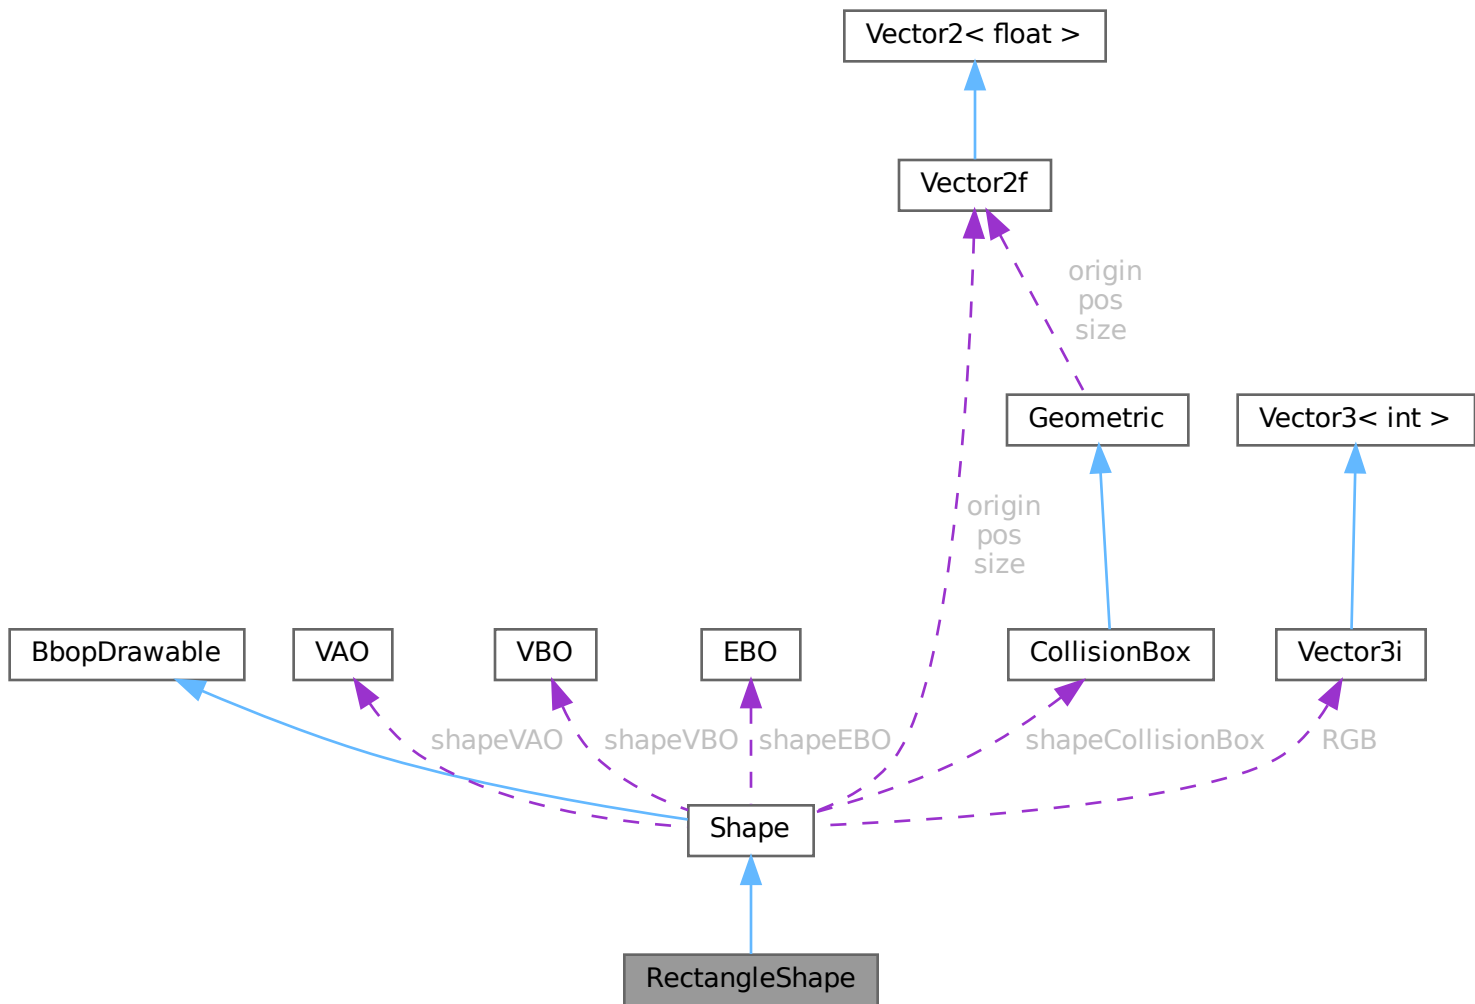 Vector2< float >
Vector2f
origin
pos
size
Geometric
Vector3< int >
origin
pos
size
BbopDrawable
VAO
VBO
EBO
CollisionBox
Vector3i
shapeVAO
shapeVBO
shapeEBO
shapeCollisionBox
RGB
Shape
RectangleShape